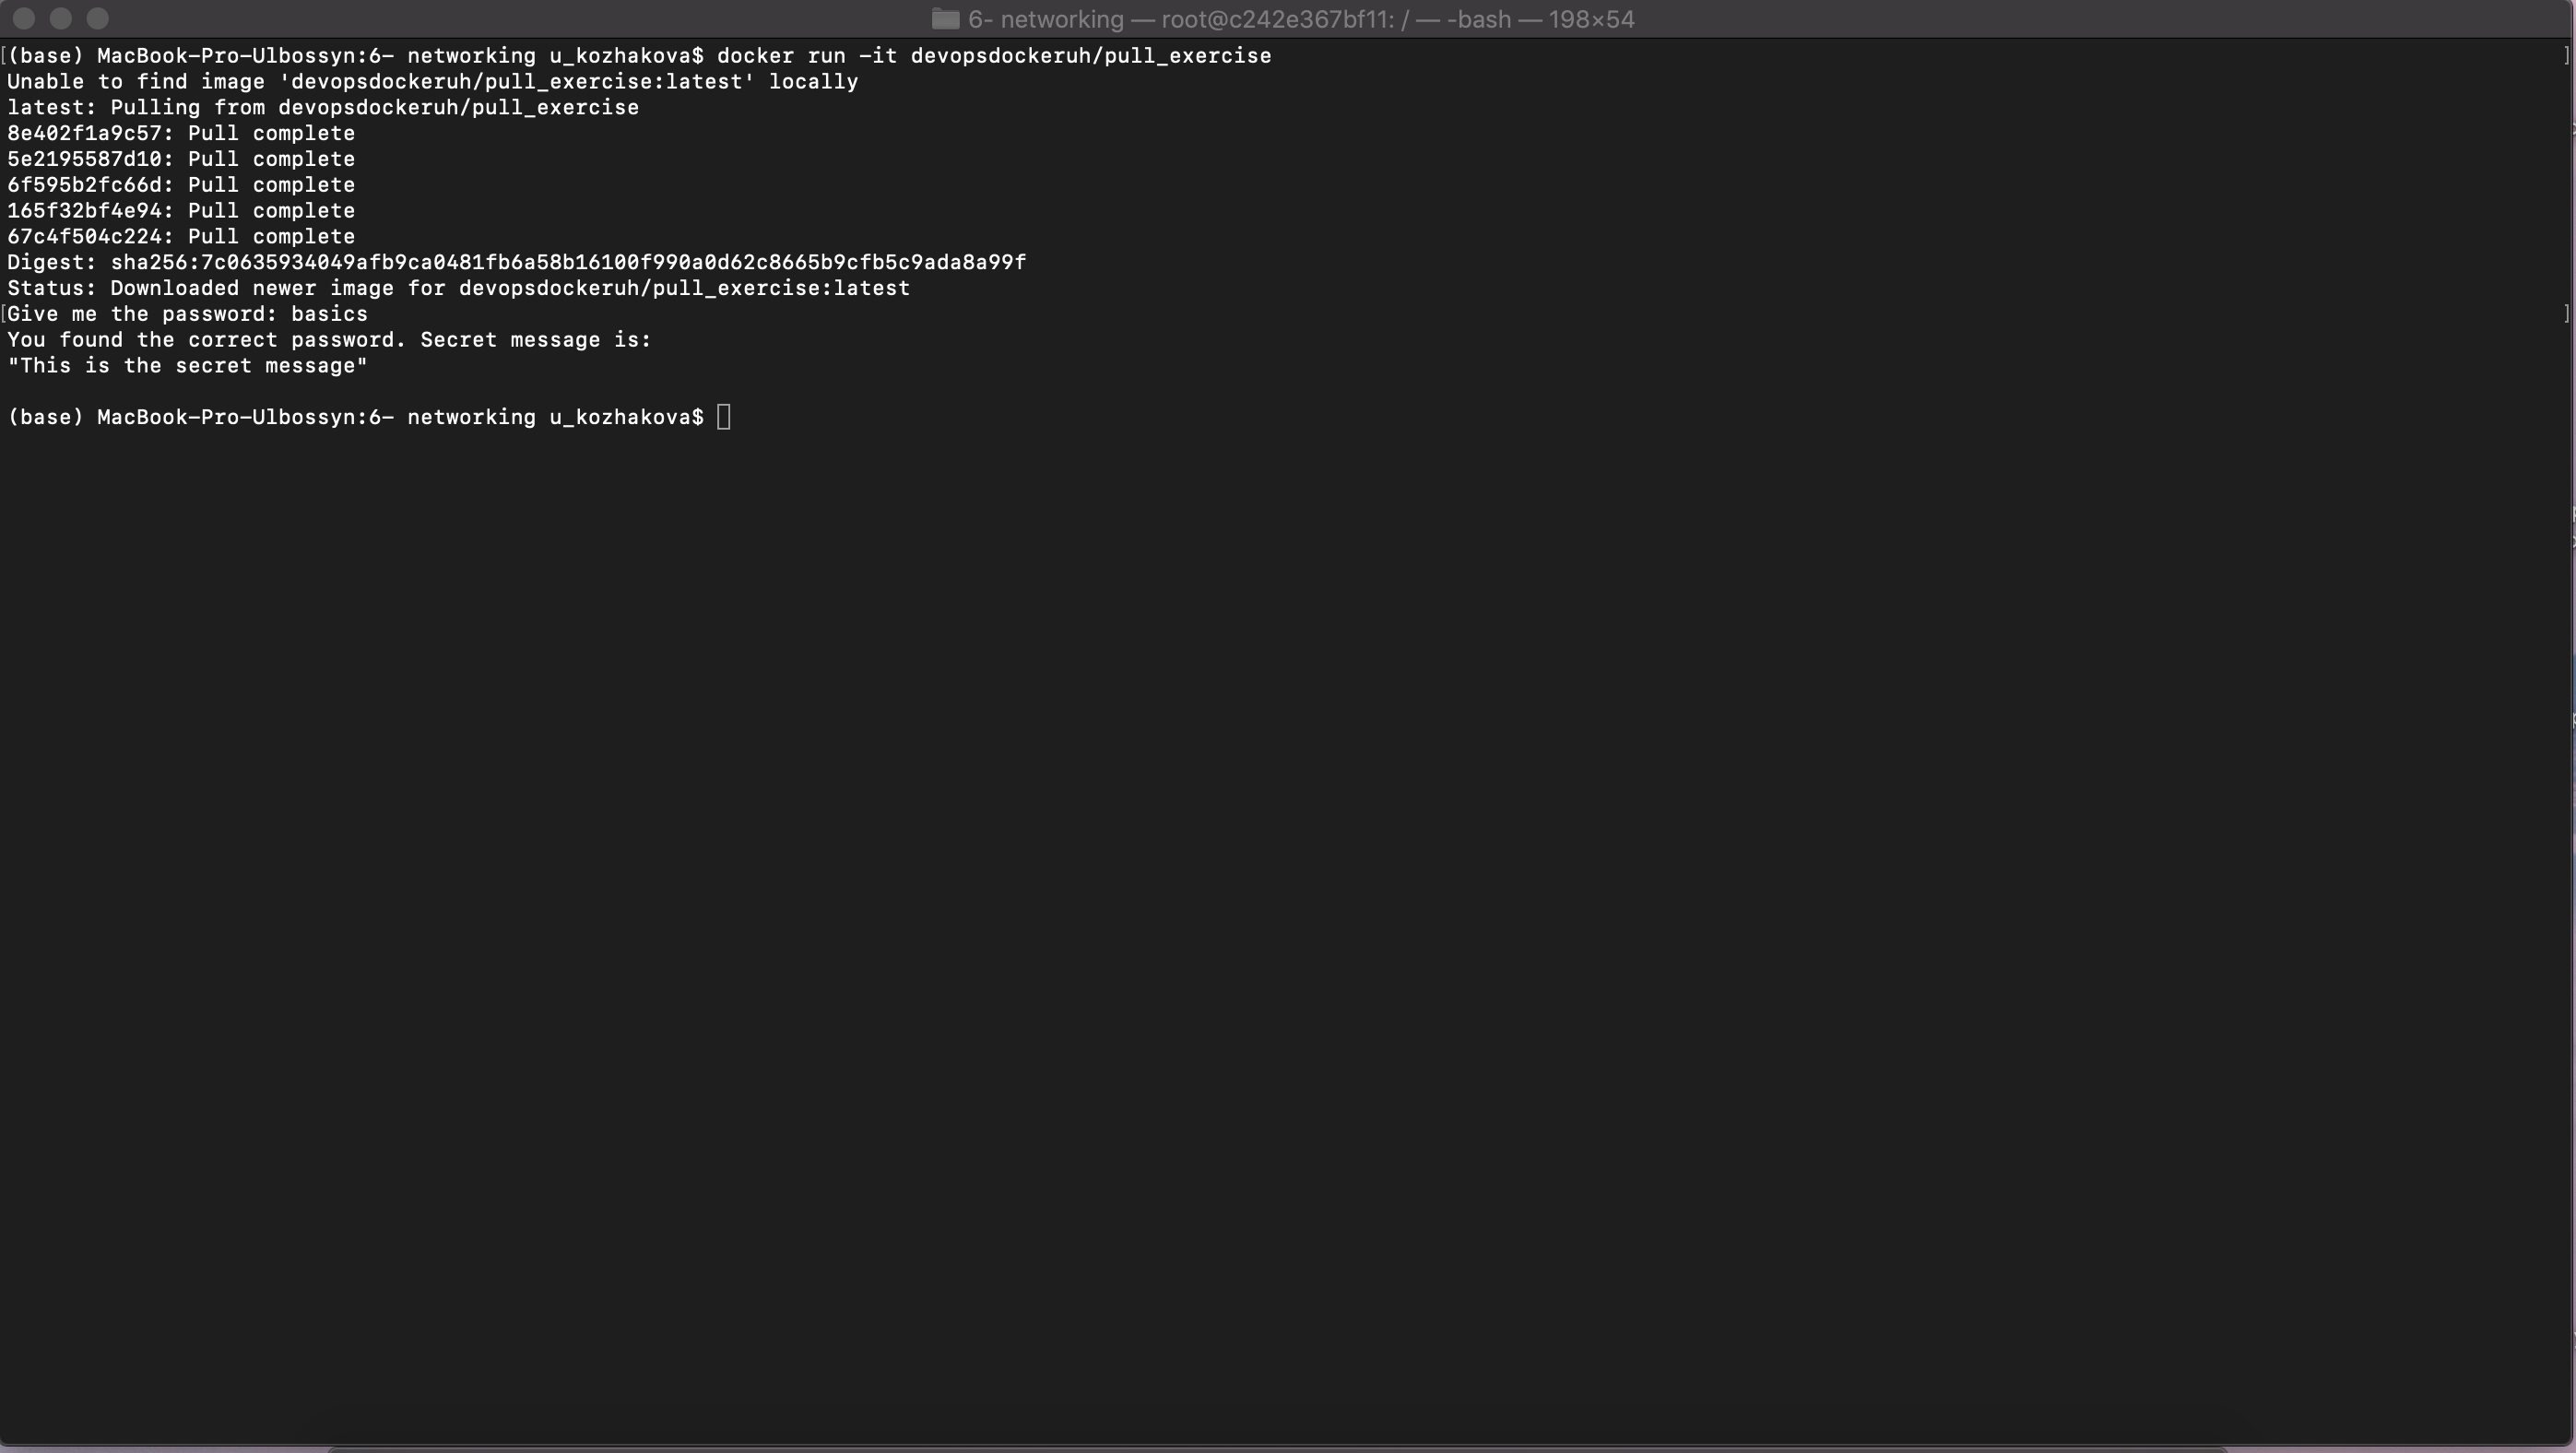 6- networking — root@c242e367bf11: / — -bash — 198×54
(base) MacBook-Pro-Ulbossyn:6- networking u_kozhakova$ docker run -it devopsdockeruh/pull_exercise
Unable to find image 'devopsdockeruh/pull_exercise:latest' locally
latest: Pulling from devopsdockeruh/pull_exercise
8e402f1a9c57: Pull complete
5e2195587d10: Pull complete
6f595b2fc66d: Pull complete
165f32bf4e94: Pull complete
67c4f504c224: Pull complete
Digest: sha256:7c0635934049afb9ca0481fb6a58b16100f990a0d62c8665b9cfb5c9ada8a99f
Status: Downloaded newer image for devopsdockeruh/pull_exercise:latest
Give me the password: basics
You found the correct password. Secret message is:
"This is the secret message"
(base) MacBook-Pro-Ulbossyn:6- networking u_kozhakova$